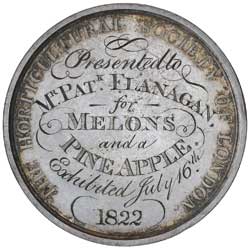 THE HORTICULTURAL SOCIETY OF LONDON.
Presented to
Mr. Patk. FLANAGAN.
for
MELONS
and a
PINE APPLE.
Exhibited July 16th.
1822